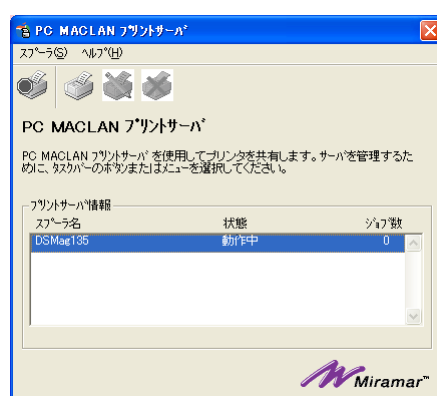 PC MACLAN プリントサーバ
スプーラ(S) ヘルプ(H)
PC MACLAN プリントサーバ
PC MACLAN プリントサーバ を使用してプリンタを共有します。サーバを管理するた
めに、タスクバーのボタンまたはメニューを選択してください。
プリントサーバ情報
スプーラ名 状態 ジョブ数
DSMag135 動作中 0
Miramar™